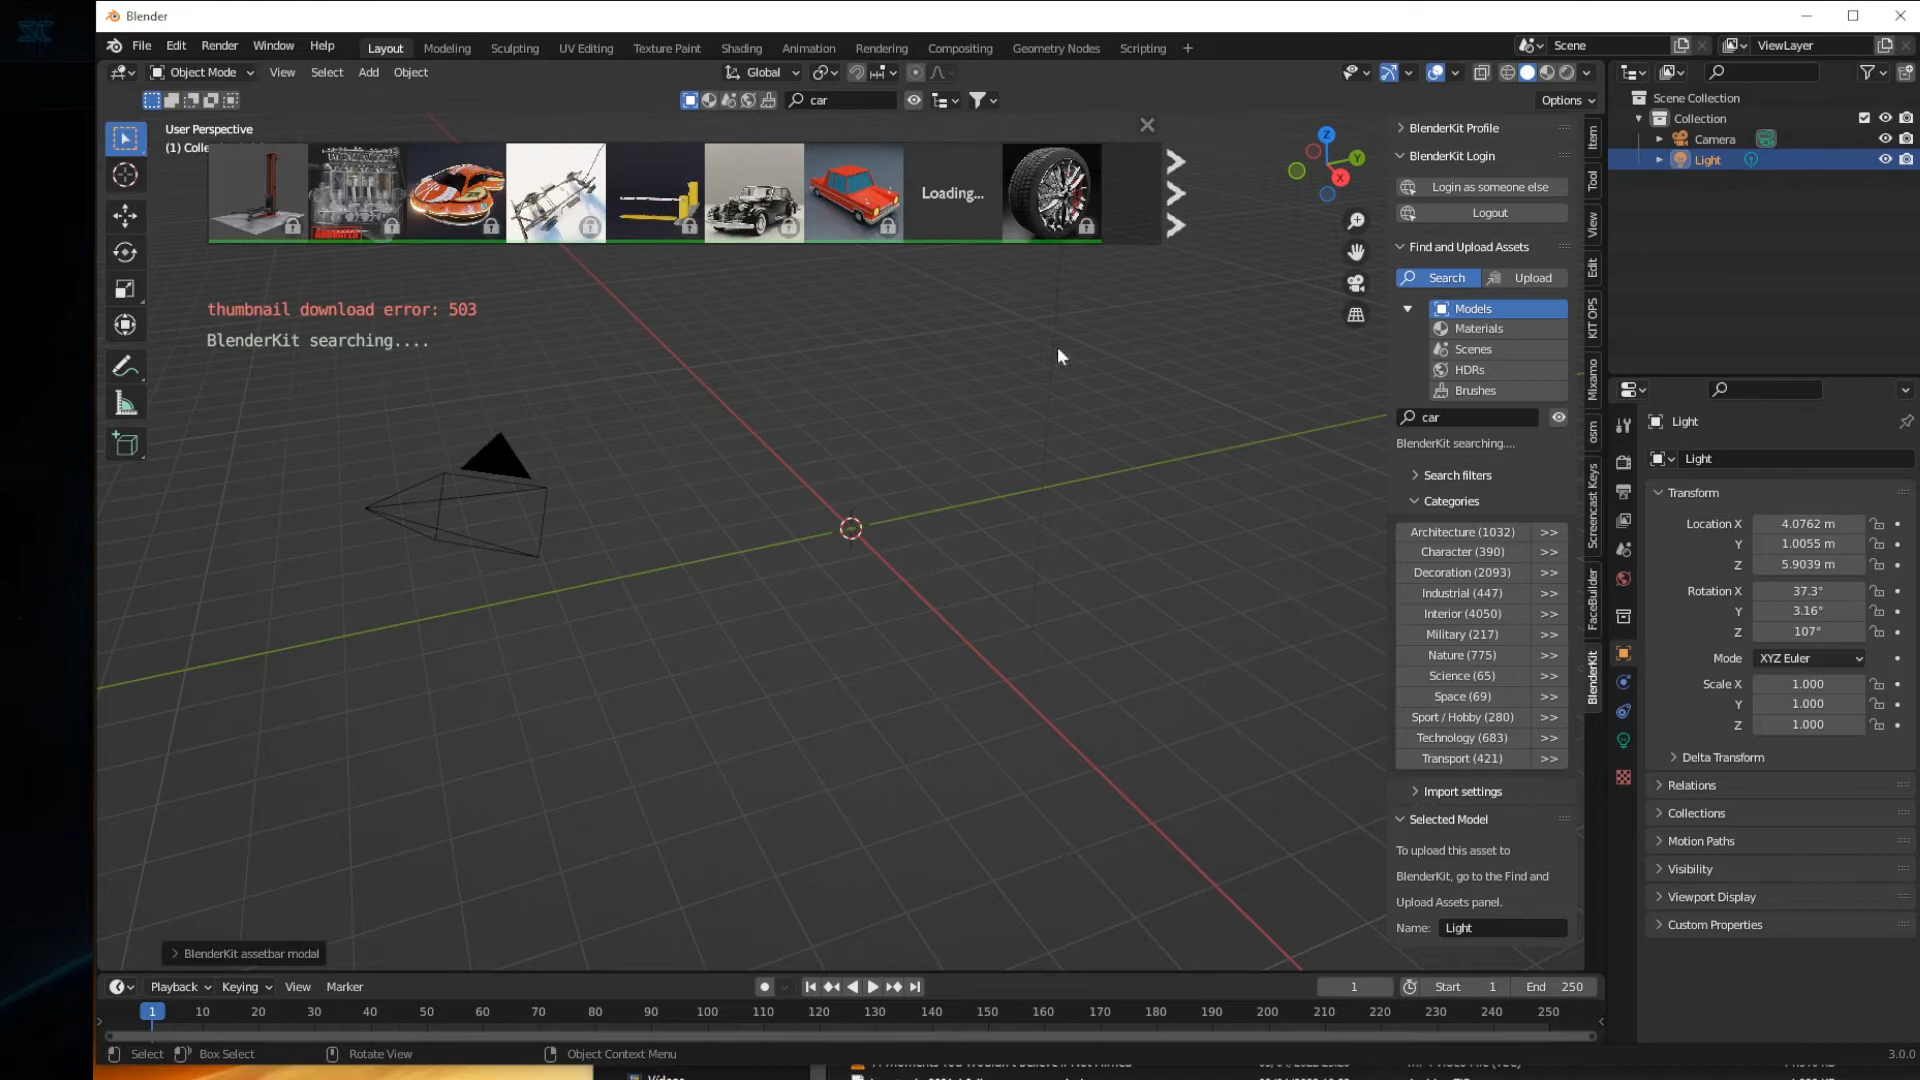 Blender
File Edit Render Window Help Layout Modeling Sculpting UV Editing Texture Paint Shading Animation Rendering Compositing Geometry Nodes Scripting + Scene ViewLayer
Object Mode View Select Add Object Global
car Options
User Perspective
(1) Colle
ANIMATED
Loading...
thumbnail download error: 503
BlenderKit searching....
Z
Y
X
BlenderKit Profile
BlenderKit Login
Login as someone else
Logout
Find and Upload Assets
Search Upload
Models
Materials
Scenes
HDRs
Brushes
car
BlenderKit searching....
Search filters
Categories
Architecture (1032) >>
Character (390) >>
Decoration (2093) >>
Industrial (447) >>
Interior (4050) >>
Military (217) >>
Nature (775) >>
Science (65) >>
Space (69) >>
Sport / Hobby (280) >>
Technology (683) >>
Transport (421) >>
Import settings
Selected Model
To upload this asset to
BlenderKit, go to the Find and
Upload Assets panel.
Name: Light
Item
Tool
View
Edit
KIT OPS
Mixamo
osm
Screencast Keys
FaceBuilder
BlenderKit
Scene Collection
Collection
Camera
Light
Light
Light
Transform
Location X 4.0762 m
Y 1.0055 m
Z 5.9039 m
Rotation X 37.3°
Y 3.16°
Z 107°
Mode XYZ Euler
Scale X 1.000
Y 1.000
Z 1.000
Delta Transform
Relations
Collections
Motion Paths
Visibility
Viewport Display
Custom Properties
BlenderKit assetbar modal
Playback Keying View Marker 1 Start 1 End 250
1 10 20 30 40 50 60 70 80 90 100 110 120 130 140 150 160 170 180 190 200 210 220 230 240 250
Select Box Select Rotate View Object Context Menu 3.0.0